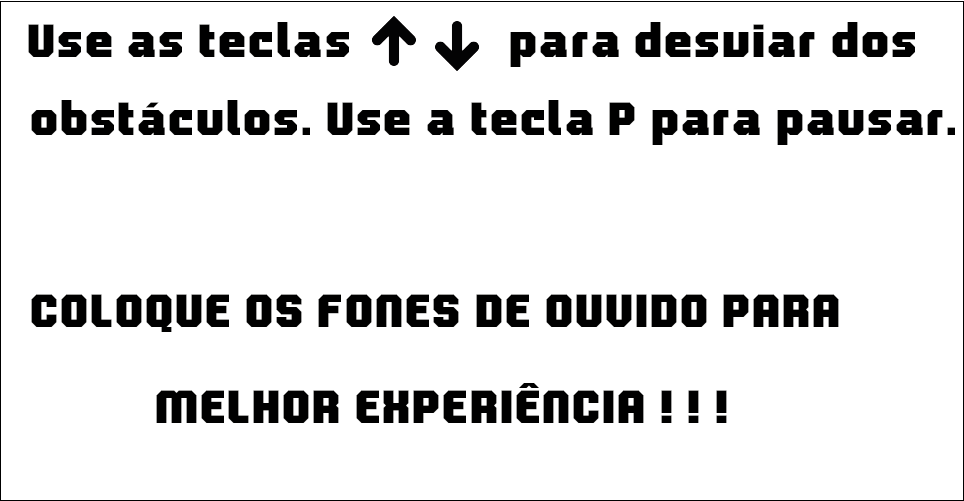 Use as teclas ↑ ↓ para desviar dos
obstáculos. Use a tecla P para pausar.
COLOQUE OS FONES DE OUVIDO PARA
MELHOR EXPERIÊNCIA ! ! !